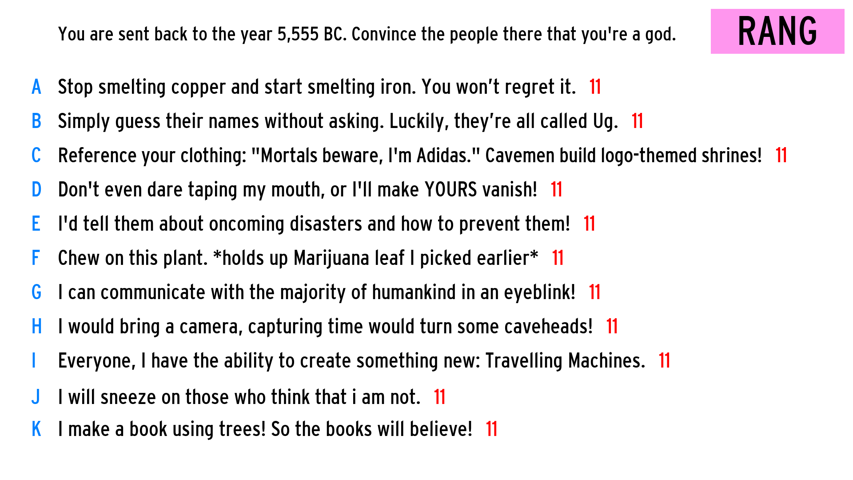 You are sent back to the year 5,555 BC. Convince the people there that you're a god.
RANG
A Stop smelting copper and start smelting iron. You won’t regret it. 11
B Simply guess their names without asking. Luckily, they’re all called Ug. 11
C Reference your clothing: "Mortals beware, I'm Adidas." Cavemen build logo-themed shrines! 11
D Don't even dare taping my mouth, or I'll make YOURS vanish! 11
E I'd tell them about oncoming disasters and how to prevent them! 11
F Chew on this plant. *holds up Marijuana leaf I picked earlier* 11
G I can communicate with the majority of humankind in an eyeblink! 11
H I would bring a camera, capturing time would turn some caveheads! 11
I Everyone, I have the ability to create something new: Travelling Machines. 11
J I will sneeze on those who think that i am not. 11
K I make a book using trees! So the books will believe! 11